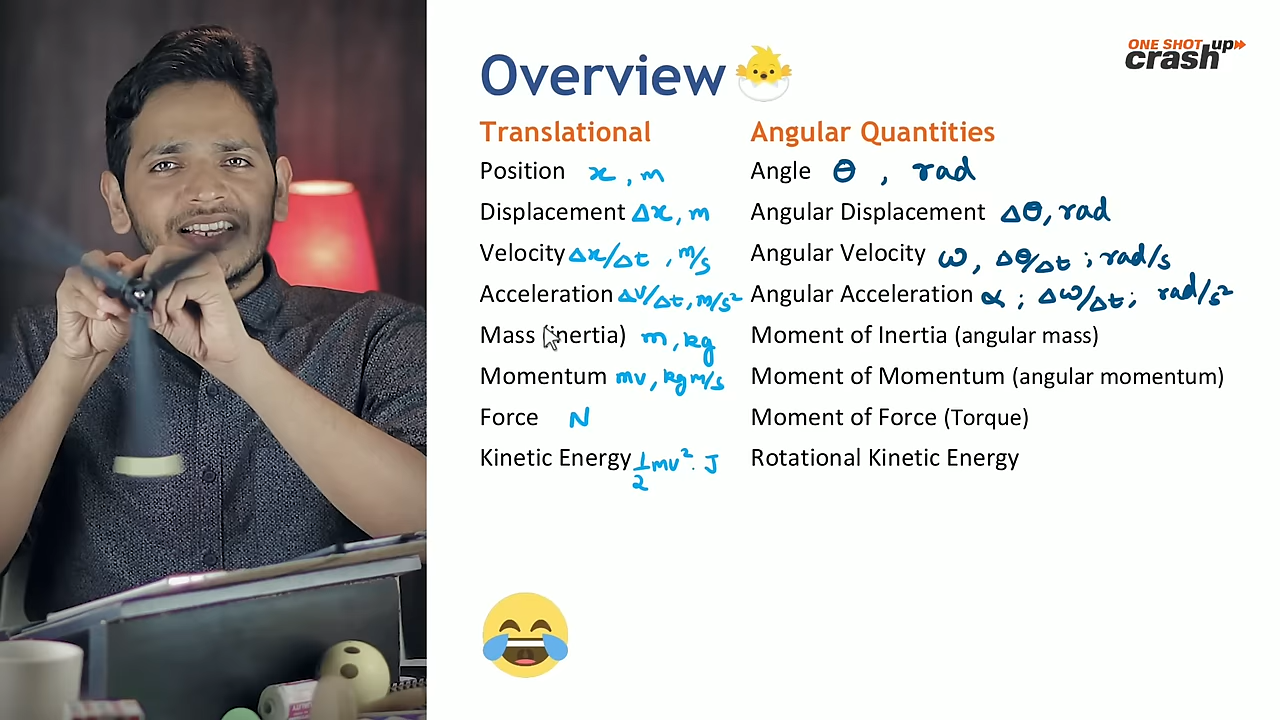 ONE SHOT
crash up
Overview
Translational Angular Quantities
Position x, m Angle θ, rad
Displacement Δx, m Angular Displacement Δθ, rad
Velocity Δx/Δt, m/s Angular Velocity ω, Δθ/Δt; rad/s
Acceleration Δv/Δt, m/s² Angular Acceleration α; Δω/Δt; rad/s²
Mass (inertia) m, kg Moment of Inertia (angular mass)
Momentum mv, kg m/s Moment of Momentum (angular momentum)
Force N Moment of Force (Torque)
Kinetic Energy 1/2 mv². J Rotational Kinetic Energy